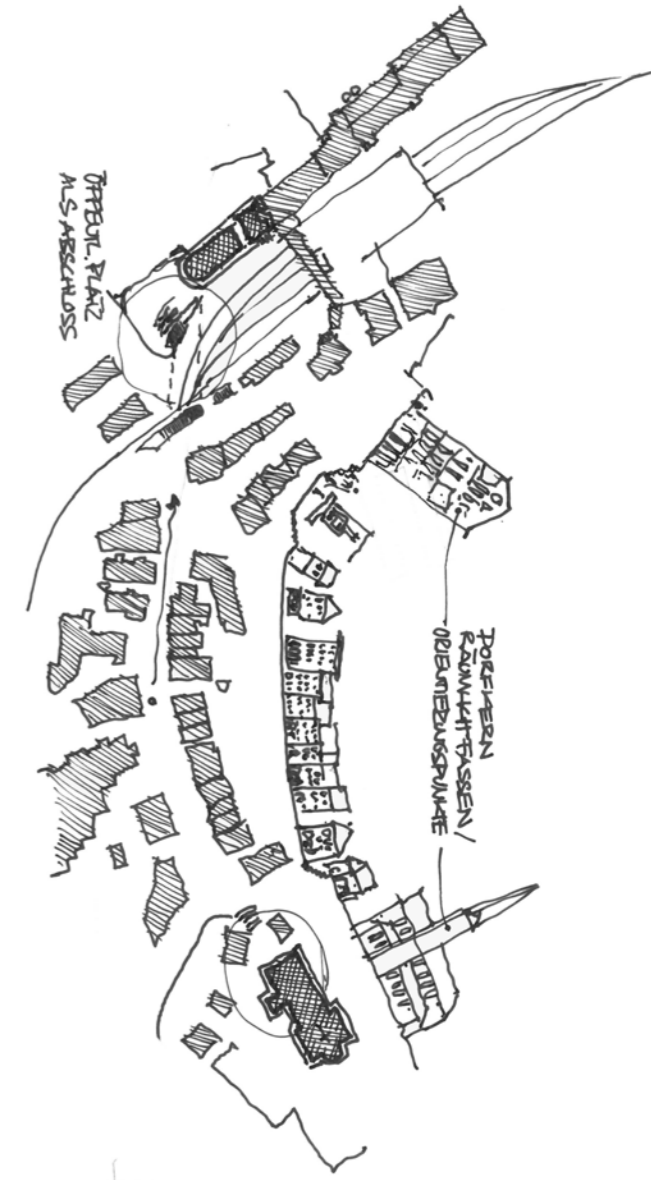 ÖFFENTL. PLATZ
ALS ABSCHLUSS
DORFKERN
RÄUMLICH FASSEN /
ORIENTIERUNGSPUNKTE